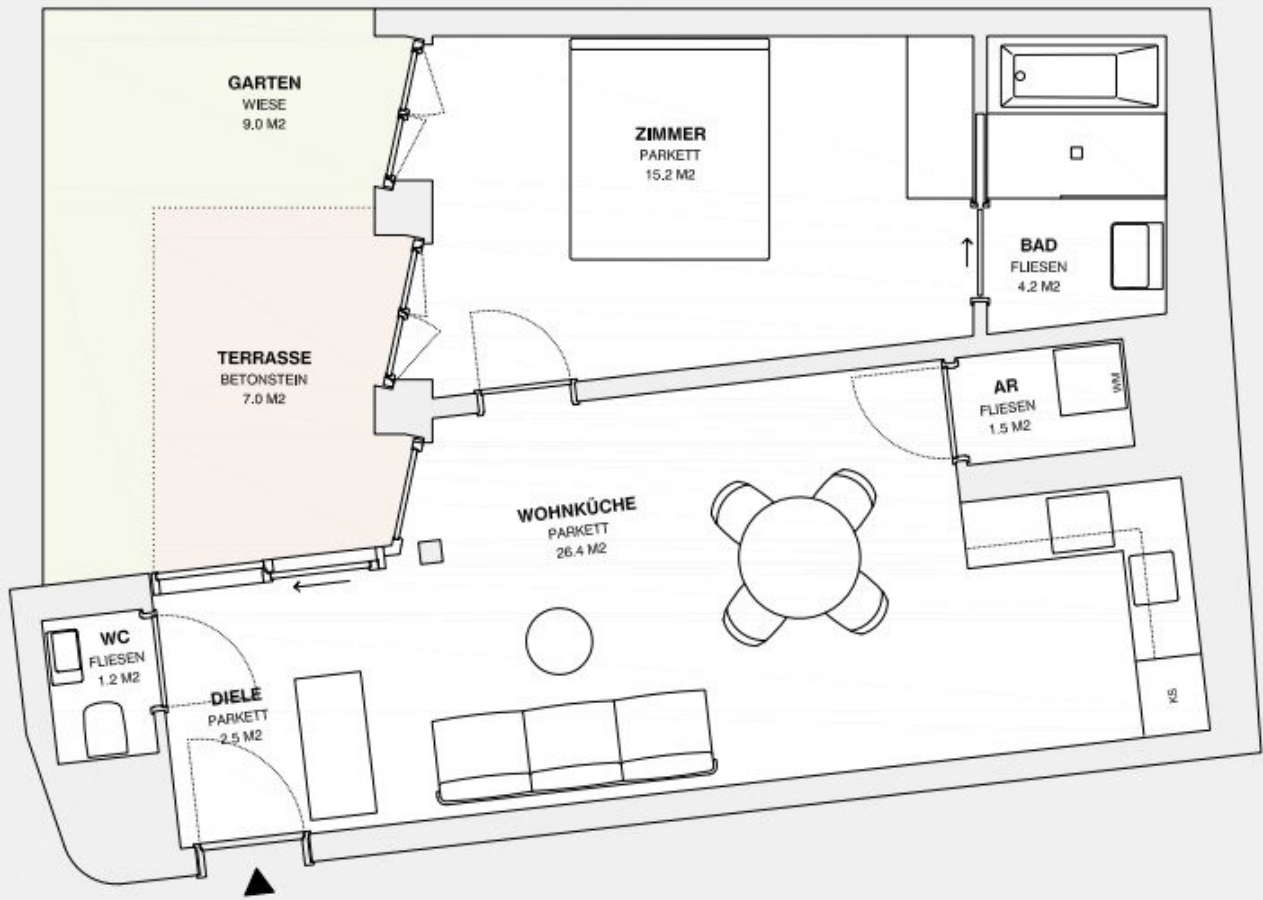 GARTEN
WIESE
9.0 M2
ZIMMER
PARKETT
15.2 M2
BAD
FLIESEN
4.2 M2
TERRASSE
BETONSTEIN
7.0 M2
AR
FLIESEN
1.5 M2
WM
WOHNKÜCHE
PARKETT
26.4 M2
WC
FLIESEN
1.2 M2
DIELE
PARKETT
2.5 M2
KS